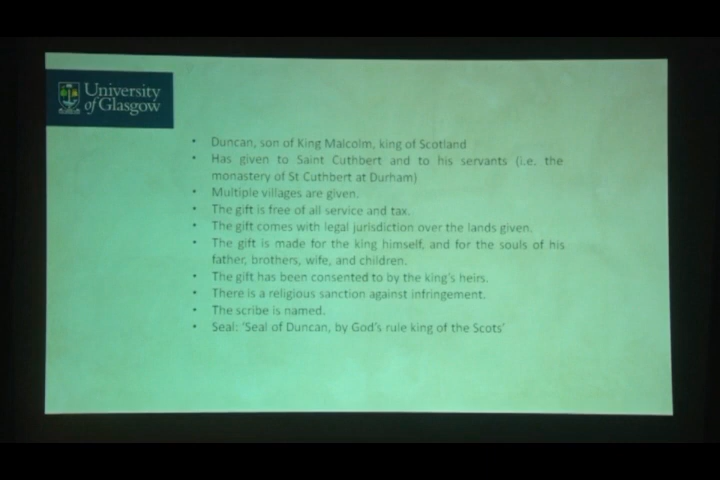 University
of Glasgow
• Duncan, son of King Malcolm, king of Scotland
• Has given to Saint Cuthbert and to his servants (i.e. the
monastery of St Cuthbert at Durham)
• Multiple villages are given.
• The gift is free of all service and tax.
• The gift comes with legal jurisdiction over the lands given.
• The gift is made for the king himself, and for the souls of his
father, brothers, wife, and children.
• The gift has been consented to by the king's heirs.
• There is a religious sanction against infringement.
• The scribe is named.
• Seal: 'Seal of Duncan, by God's rule king of the Scots'